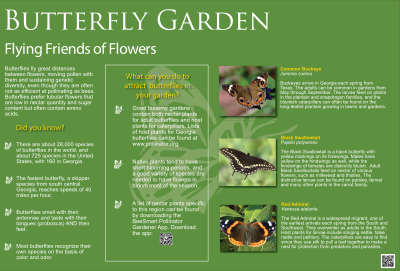 BUTTERFLY GARDEN
Flying Friends of Flowers
Butterflies fly great distances
between flowers, moving pollen with
them and sustaining genetic
diversity, even though they are often
not as efficient at pollinating as bees.
Butterflies prefer tubular flowers that
are low in nectar quantity and sugar
content but often contain amino
acids.
Did you know?
There are about 28,000 species
of butterflies in the world, and
about 725 species in the United
States, with 160 in Georgia.
The fastest butterfly, a skipper
species from south central
Georgia, reaches speeds of 40
miles per hour.
Butterflies smell with their
antennae and taste with their
tongues (proboscis) AND their
feet.
Most butterflies recognize their
own species on the basis of
color and odor.
What can you do to
attract butterflies in
your garden?
Good butterfly gardens
contain both nectar plants
for adult butterflies and host
plants for caterpillars. Lists
of host plants for Georgia
butterflies can be found at
www.pollinator.org.
Native plants tend to have
short blooming periods, and
a good variety of species are
needed to have flowers in
bloom most of the season.
A list of nectar plants specific
to this region can be found
by downloading the
BeeSmart Pollinator
Gardener App. Download
the app:
Common Buckeye
Junonia coenia
Buckeyes arrive in Georgia each spring from
Texas. The adults can be common in gardens from
May through September. The larvae feed on plants
in the plantain and snapdragon families, and the
blackish caterpillars can often be found on the
long-leafed plantain growing in lawns and gardens.
Black Swallowtail
Papilio polyxenes
The Black Swallowtail is a black butterfly with
yellow markings on its forewings. Males have
yellow on the hindwings as well, while the
hindwings of females are distinctly bluish. Adult
Black Swallowtails feed on nectar of various
flowers, such as milkweed and thistles. The
distinctive larvae can be found on parsley, fennel
and many other plants in the carrot family.
Red Admiral
Vanessa atalanta
The Red Admiral is a widespread migrant, one of
the earliest arrivals each spring from the South and
Southwest. They overwinter as adults in the South.
Host plants for larvae include stinging nettle, false
nettle and pellitory. The caterpillars are easy to find
since they use silk to pull a leaf together to make a
nest for protection from predators and parasites.